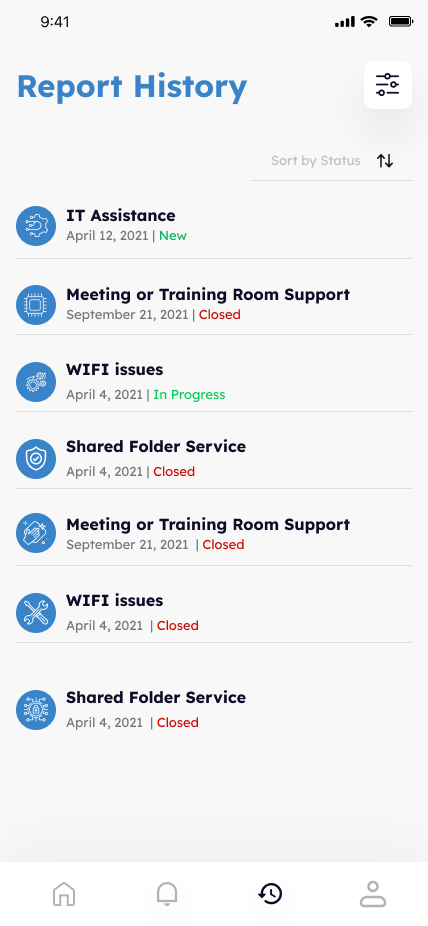 9:41
Report History
Sort by Status
IT Assistance
April 12, 2021 | New
Meeting or Training Room Support
September 21, 2021 | Closed
WIFI issues
April 4, 2021 | In Progress
Shared Folder Service
April 4, 2021 | Closed
Meeting or Training Room Support
September 21, 2021 | Closed
WIFI issues
April 4, 2021 | Closed
Shared Folder Service
April 4, 2021 | Closed